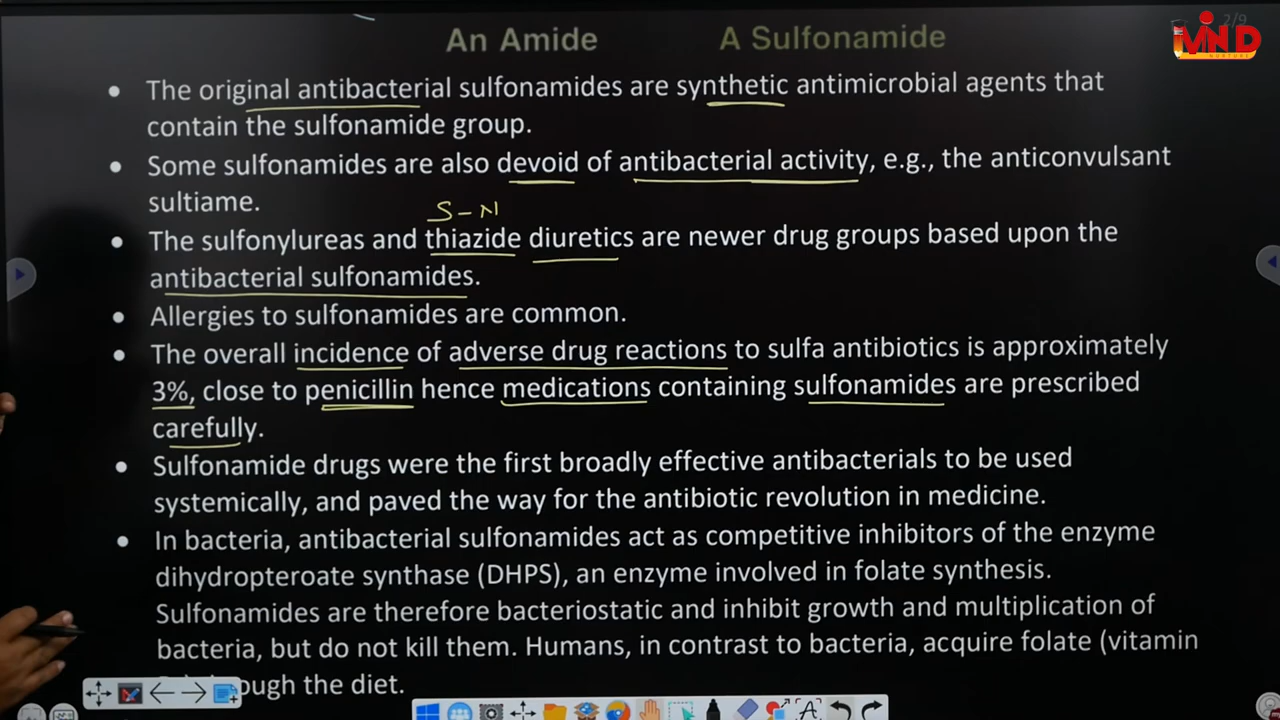 2/9
MIND
NURTURE
An Amide A Sulfonamide
• The original antibacterial sulfonamides are synthetic antimicrobial agents that
contain the sulfonamide group.
• Some sulfonamides are also devoid of antibacterial activity, e.g., the anticonvulsant
sultiame.
S-N
• The sulfonylureas and thiazide diuretics are newer drug groups based upon the
antibacterial sulfonamides.
• Allergies to sulfonamides are common.
• The overall incidence of adverse drug reactions to sulfa antibiotics is approximately
3%, close to penicillin hence medications containing sulfonamides are prescribed
carefully.
• Sulfonamide drugs were the first broadly effective antibacterials to be used
systemically, and paved the way for the antibiotic revolution in medicine.
• In bacteria, antibacterial sulfonamides act as competitive inhibitors of the enzyme
dihydropteroate synthase (DHPS), an enzyme involved in folate synthesis.
Sulfonamides are therefore bacteriostatic and inhibit growth and multiplication of
bacteria, but do not kill them. Humans, in contrast to bacteria, acquire folate (vitamin
ough the diet.